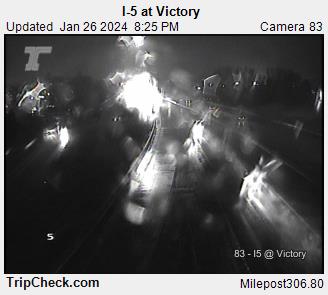 I-5 at Victory
Updated Jan 26 2024 8:25 PM Camera 83
T
S
83 - I5 @ Victory
TripCheck.com Milepost306.80